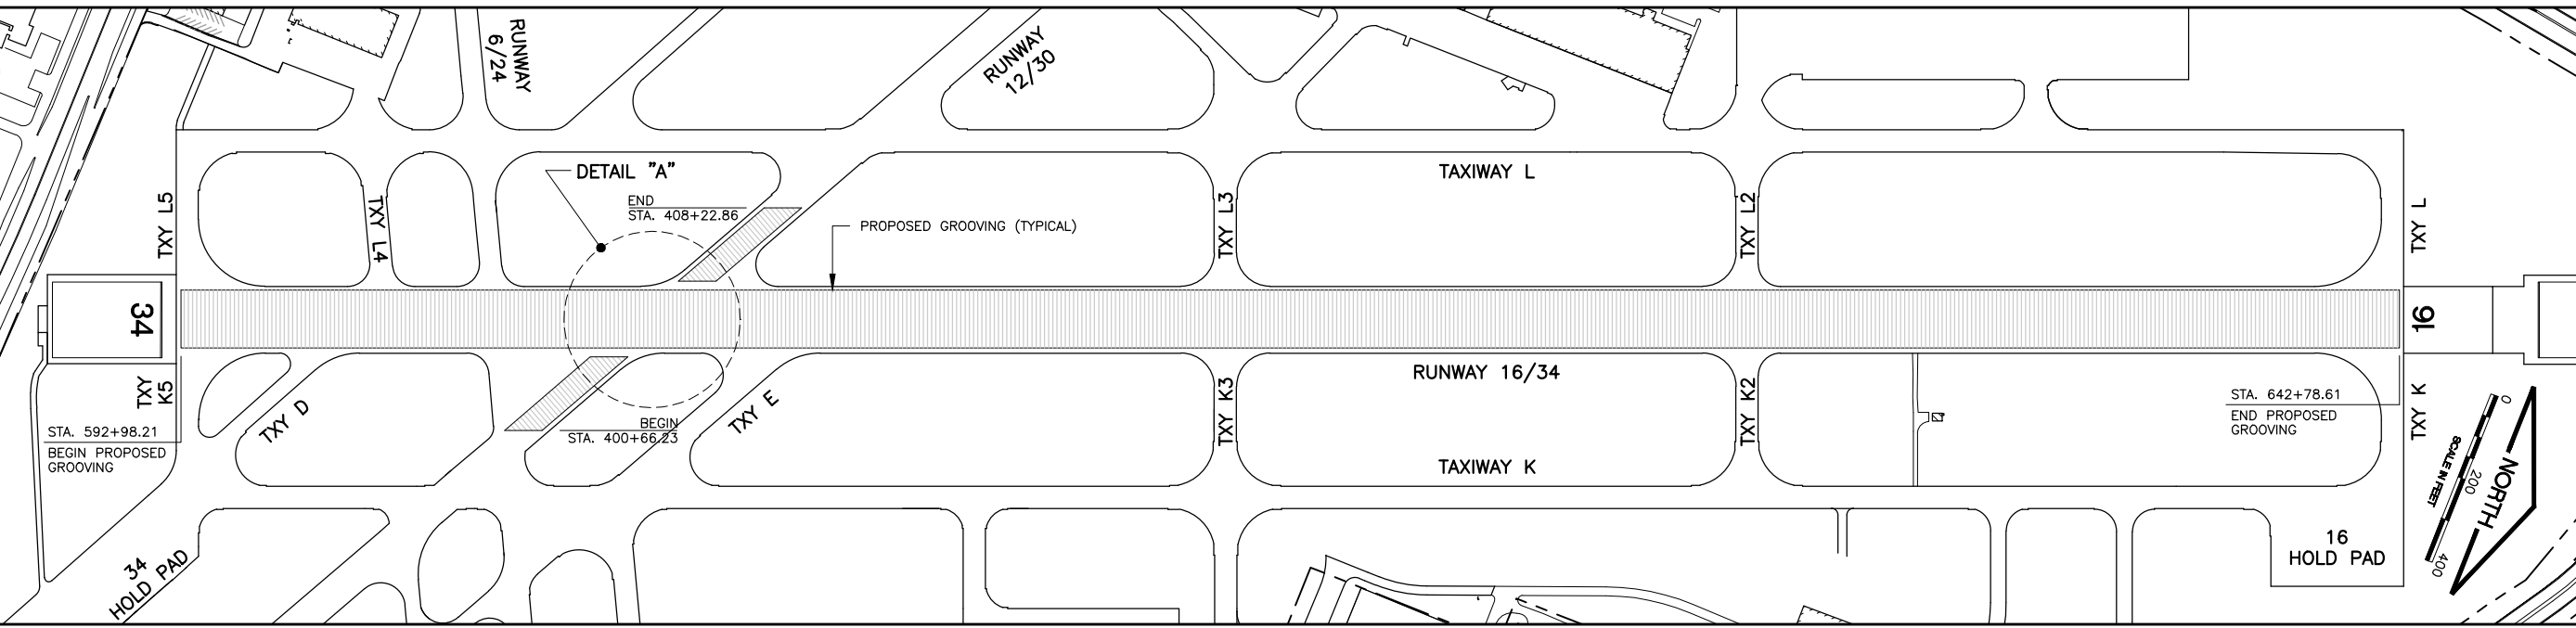 RUNWAY
6/24
RUNWAY
12/30
DETAIL "A"
END
STA. 408+22.86
PROPOSED GROOVING (TYPICAL)
TAXIWAY L
TXY L5
TXY L4
TXY L3
TXY L2
TXY L
34
16
TXY
K5
TXY D
TXY E
TXY K3
RUNWAY 16/34
TXY K2
TXY K
STA. 592+98.21
BEGIN PROPOSED
GROOVING
BEGIN
STA. 400+66.23
TAXIWAY K
STA. 642+78.61
END PROPOSED
GROOVING
0
200
400
SCALE IN FEET
NORTH
34
HOLD PAD
16
HOLD PAD